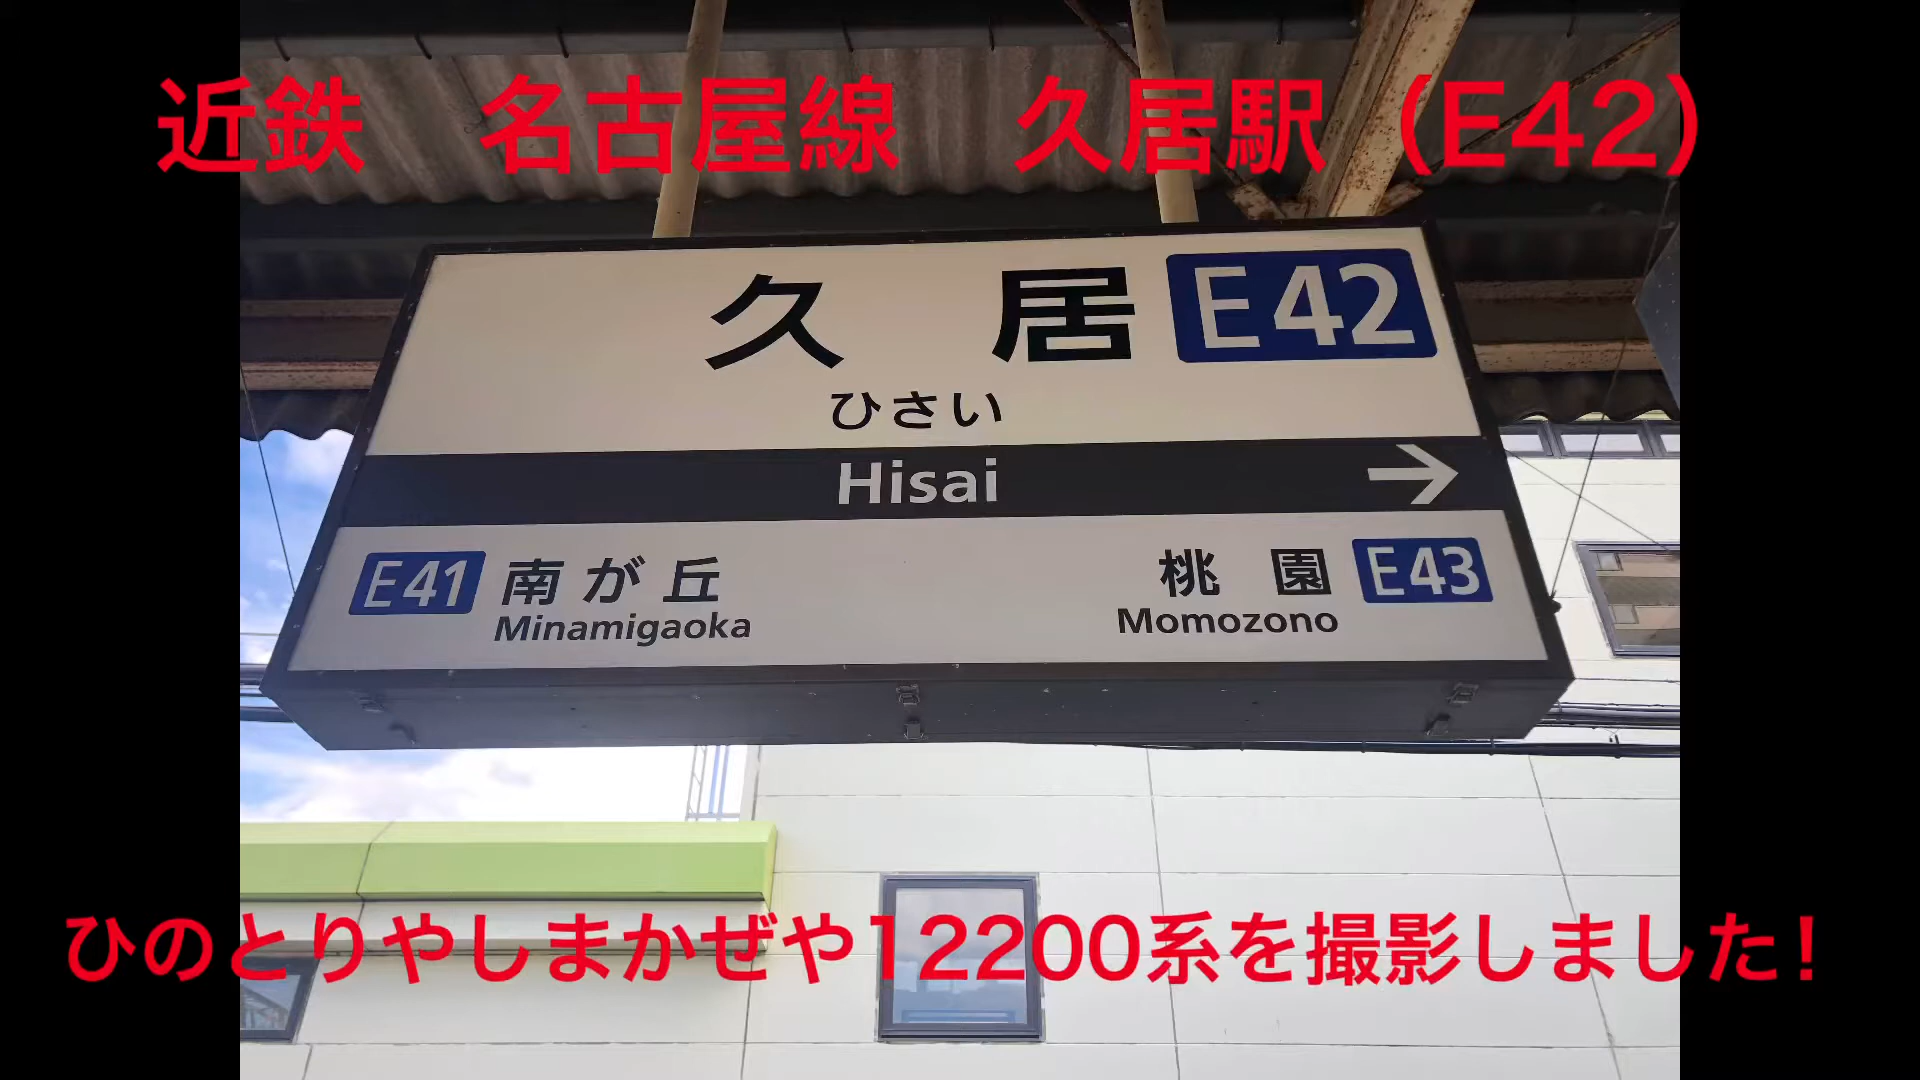 近鉄　名古屋線　久居駅（E42）
久　居 E42
ひさい
Hisai →
E41 南が丘 桃　園 E43
Minamigaoka Momozono
ひのとりやしまかぜや12200系を撮影しました！